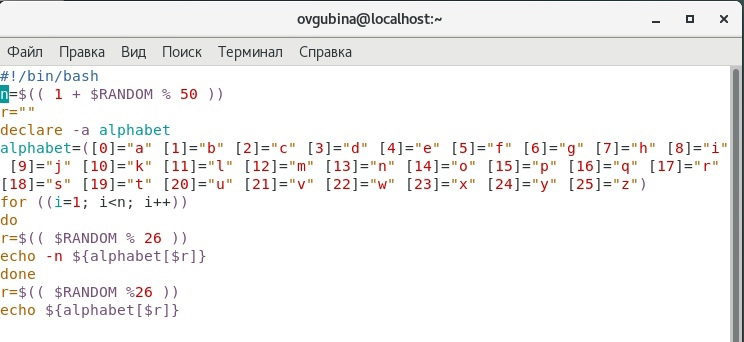 ovgubina@localhost:~
Файл Правка Вид Поиск Терминал Справка
#!/bin/bash
n=$(( 1 + $RANDOM % 50 ))
r=""
declare -a alphabet
alphabet=([0]="a" [1]="b" [2]="c" [3]="d" [4]="e" [5]="f" [6]="g" [7]="h" [8]="i"
[9]="j" [10]="k" [11]="l" [12]="m" [13]="n" [14]="o" [15]="p" [16]="q" [17]="r"
[18]="s" [19]="t" [20]="u" [21]="v" [22]="w" [23]="x" [24]="y" [25]="z")
for ((i=1; i<n; i++))
do
r=$(( $RANDOM % 26 ))
echo -n ${alphabet[$r]}
done
r=$(( $RANDOM %26 ))
echo ${alphabet[$r]}